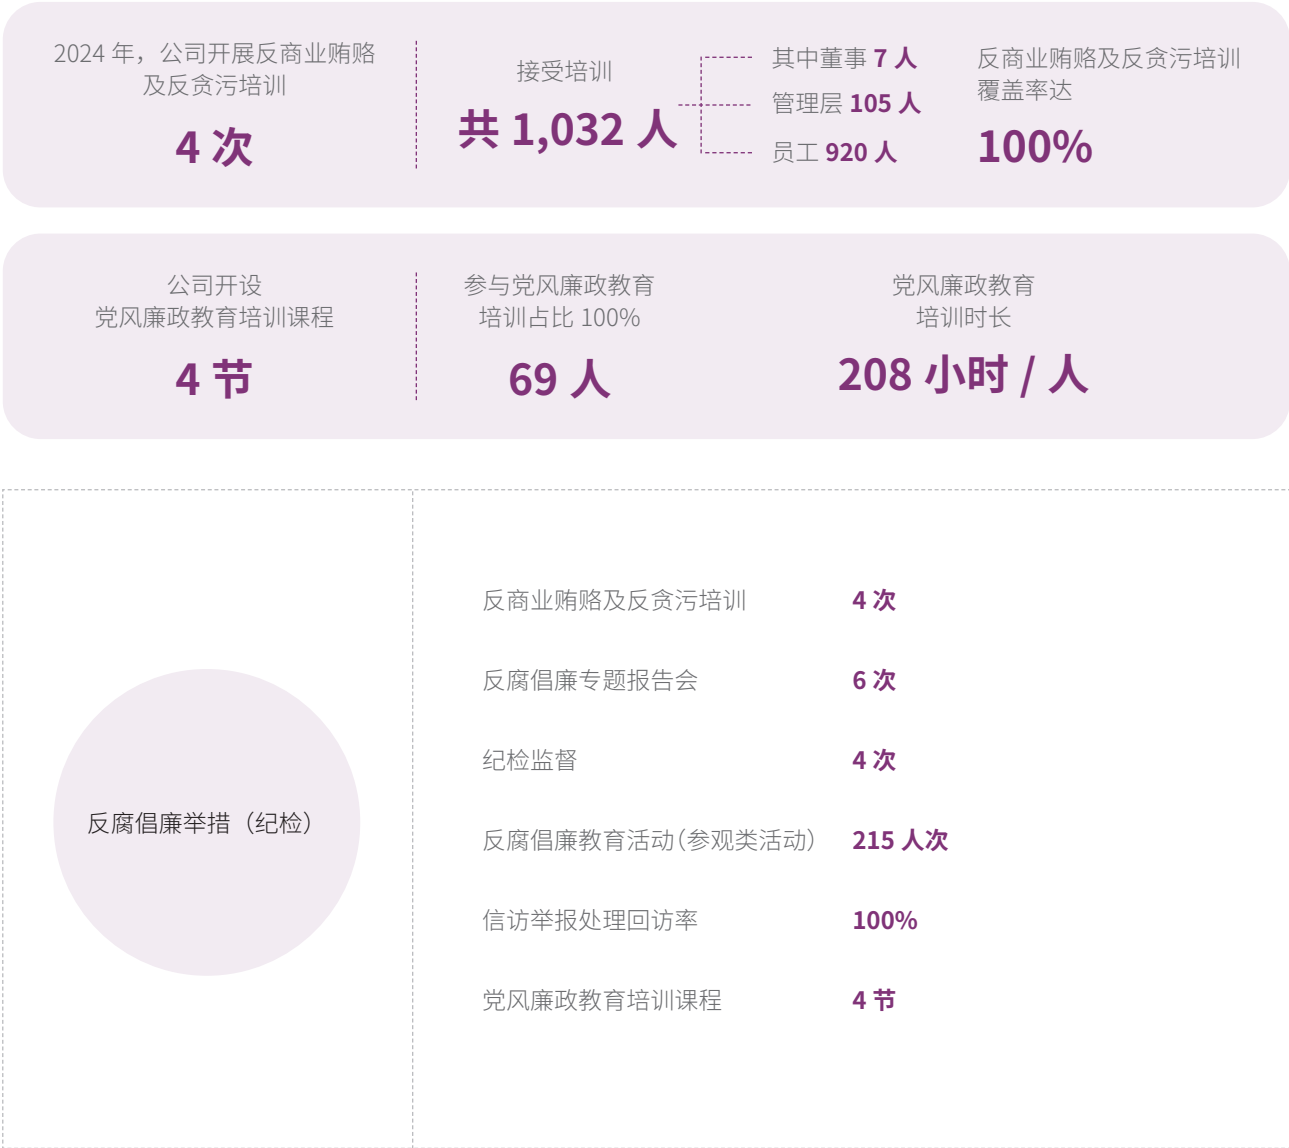 2024 年，公司开展反商业贿赂
及反贪污培训
4 次
接受培训
共 1,032 人
其中董事 7 人
管理层 105 人
员工 920 人
反商业贿赂及反贪污培训
覆盖率达
100%
公司开设
党风廉政教育培训课程
4 节
参与党风廉政教育
培训占比 100%
69 人
党风廉政教育
培训时长
208 小时 / 人
反腐倡廉举措（纪检）
反商业贿赂及反贪污培训 4 次
反腐倡廉专题报告会 6 次
纪检监督 4 次
反腐倡廉教育活动（参观类活动） 215 人次
信访举报处理回访率 100%
党风廉政教育培训课程 4 节